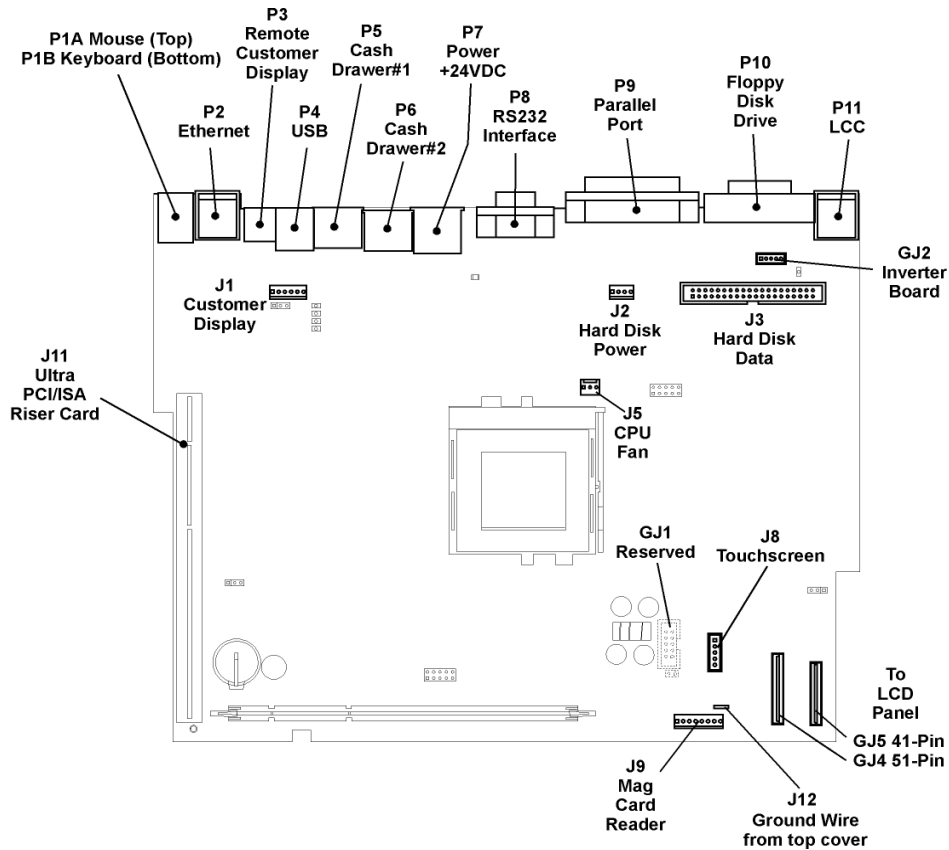 P1A Mouse (Top)
P1B Keyboard (Bottom)
P2
Ethernet
P3
Remote
Customer
Display
P4
USB
P5
Cash
Drawer#1
P6
Cash
Drawer#2
P7
Power
+24VDC
P8
RS232
Interface
P9
Parallel
Port
P10
Floppy
Disk
Drive
P11
LCC
GJ2
Inverter
Board
J1
Customer
Display
J2
Hard Disk
Power
J3
Hard Disk
Data
J11
Ultra
PCI/ISA
Riser Card
J5
CPU
Fan
GJ1
Reserved
J8
Touchscreen
To
LCD
Panel
GJ5 41-Pin
GJ4 51-Pin
J9
Mag
Card
Reader
J12
Ground Wire
from top cover